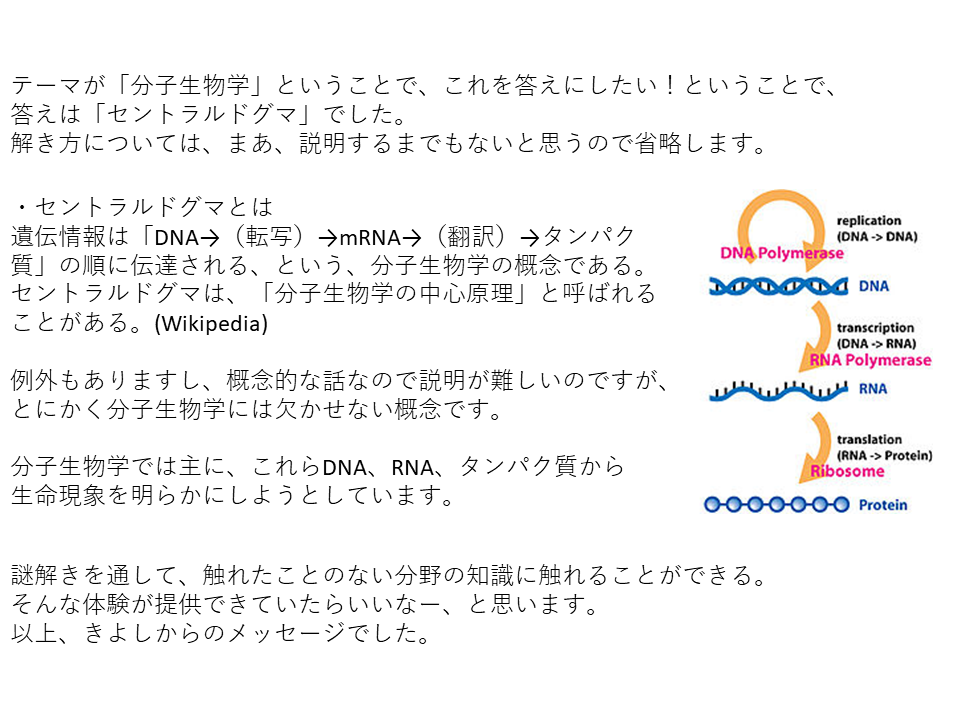 テーマが「分子生物学」ということで、これを答えにしたい！ということで、
答えは「セントラルドグマ」でした。
解き方については、まあ、説明するまでもないと思うので省略します。
・セントラルドグマとは
遺伝情報は「DNA→（転写）→mRNA→（翻訳）→タンパク
質」の順に伝達される、という、分子生物学の概念である。
セントラルドグマは、「分子生物学の中心原理」と呼ばれる
ことがある。(Wikipedia)
例外もありますし、概念的な話なので説明が難しいのですが、
とにかく分子生物学には欠かせない概念です。
分子生物学では主に、これらDNA、RNA、タンパク質から
生命現象を明らかにしようとしています。
replication
(DNA -> DNA)
DNA Polymerase
DNA
transcription
(DNA -> RNA)
RNA Polymerase
RNA
translation
(RNA -> Protein)
Ribosome
Protein
謎解きを通して、触れたことのない分野の知識に触れることができる。
そんな体験が提供できていたらいいなー、と思います。
以上、きよしからのメッセージでした。